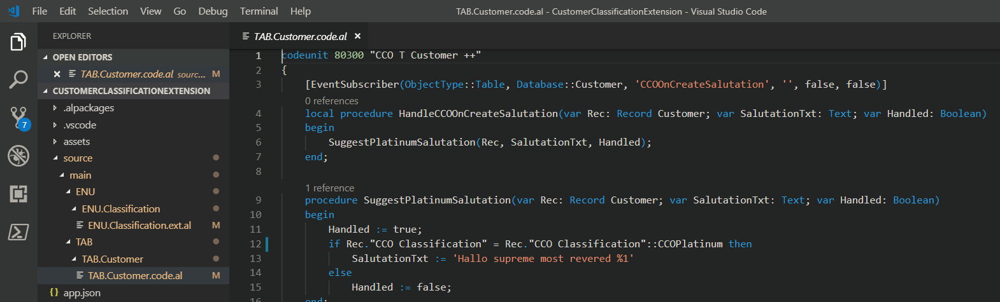 File Edit Selection View Go Debug Terminal Help TAB.Customer.code.al - CustomerClassificationExtension - Visual Studio Code
EXPLORER
OPEN EDITORS
TAB.Customer.code.al sourc... M
CUSTOMERCLASSIFICATIONEXTENSION
.alpackages
.vscode
assets
source
main
ENU
ENU.Classification
ENU.Classification.ext.al M
TAB
TAB.Customer
TAB.Customer.code.al M
{} app.json
7
TAB.Customer.code.al
1 codeunit 80300 "CCO T Customer ++"
2 {
3 [EventSubscriber(ObjectType::Table, Database::Customer, 'CCOOnCreateSalutation', '', false, false)]
0 references
4 local procedure HandleCCOOnCreateSalutation(var Rec: Record Customer; var SalutationTxt: Text; var Handled: Boolean)
5 begin
6 SuggestPlatinumSalutation(Rec, SalutationTxt, Handled);
7 end;
8
1 reference
9 procedure SuggestPlatinumSalutation(var Rec: Record Customer; var SalutationTxt: Text; var Handled: Boolean)
10 begin
11 Handled := true;
12 if Rec."CCO Classification" = Rec."CCO Classification"::CCOPlatinum then
13 SalutationTxt := 'Hallo supreme most revered %1'
14 else
15 Handled := false;
16 end;